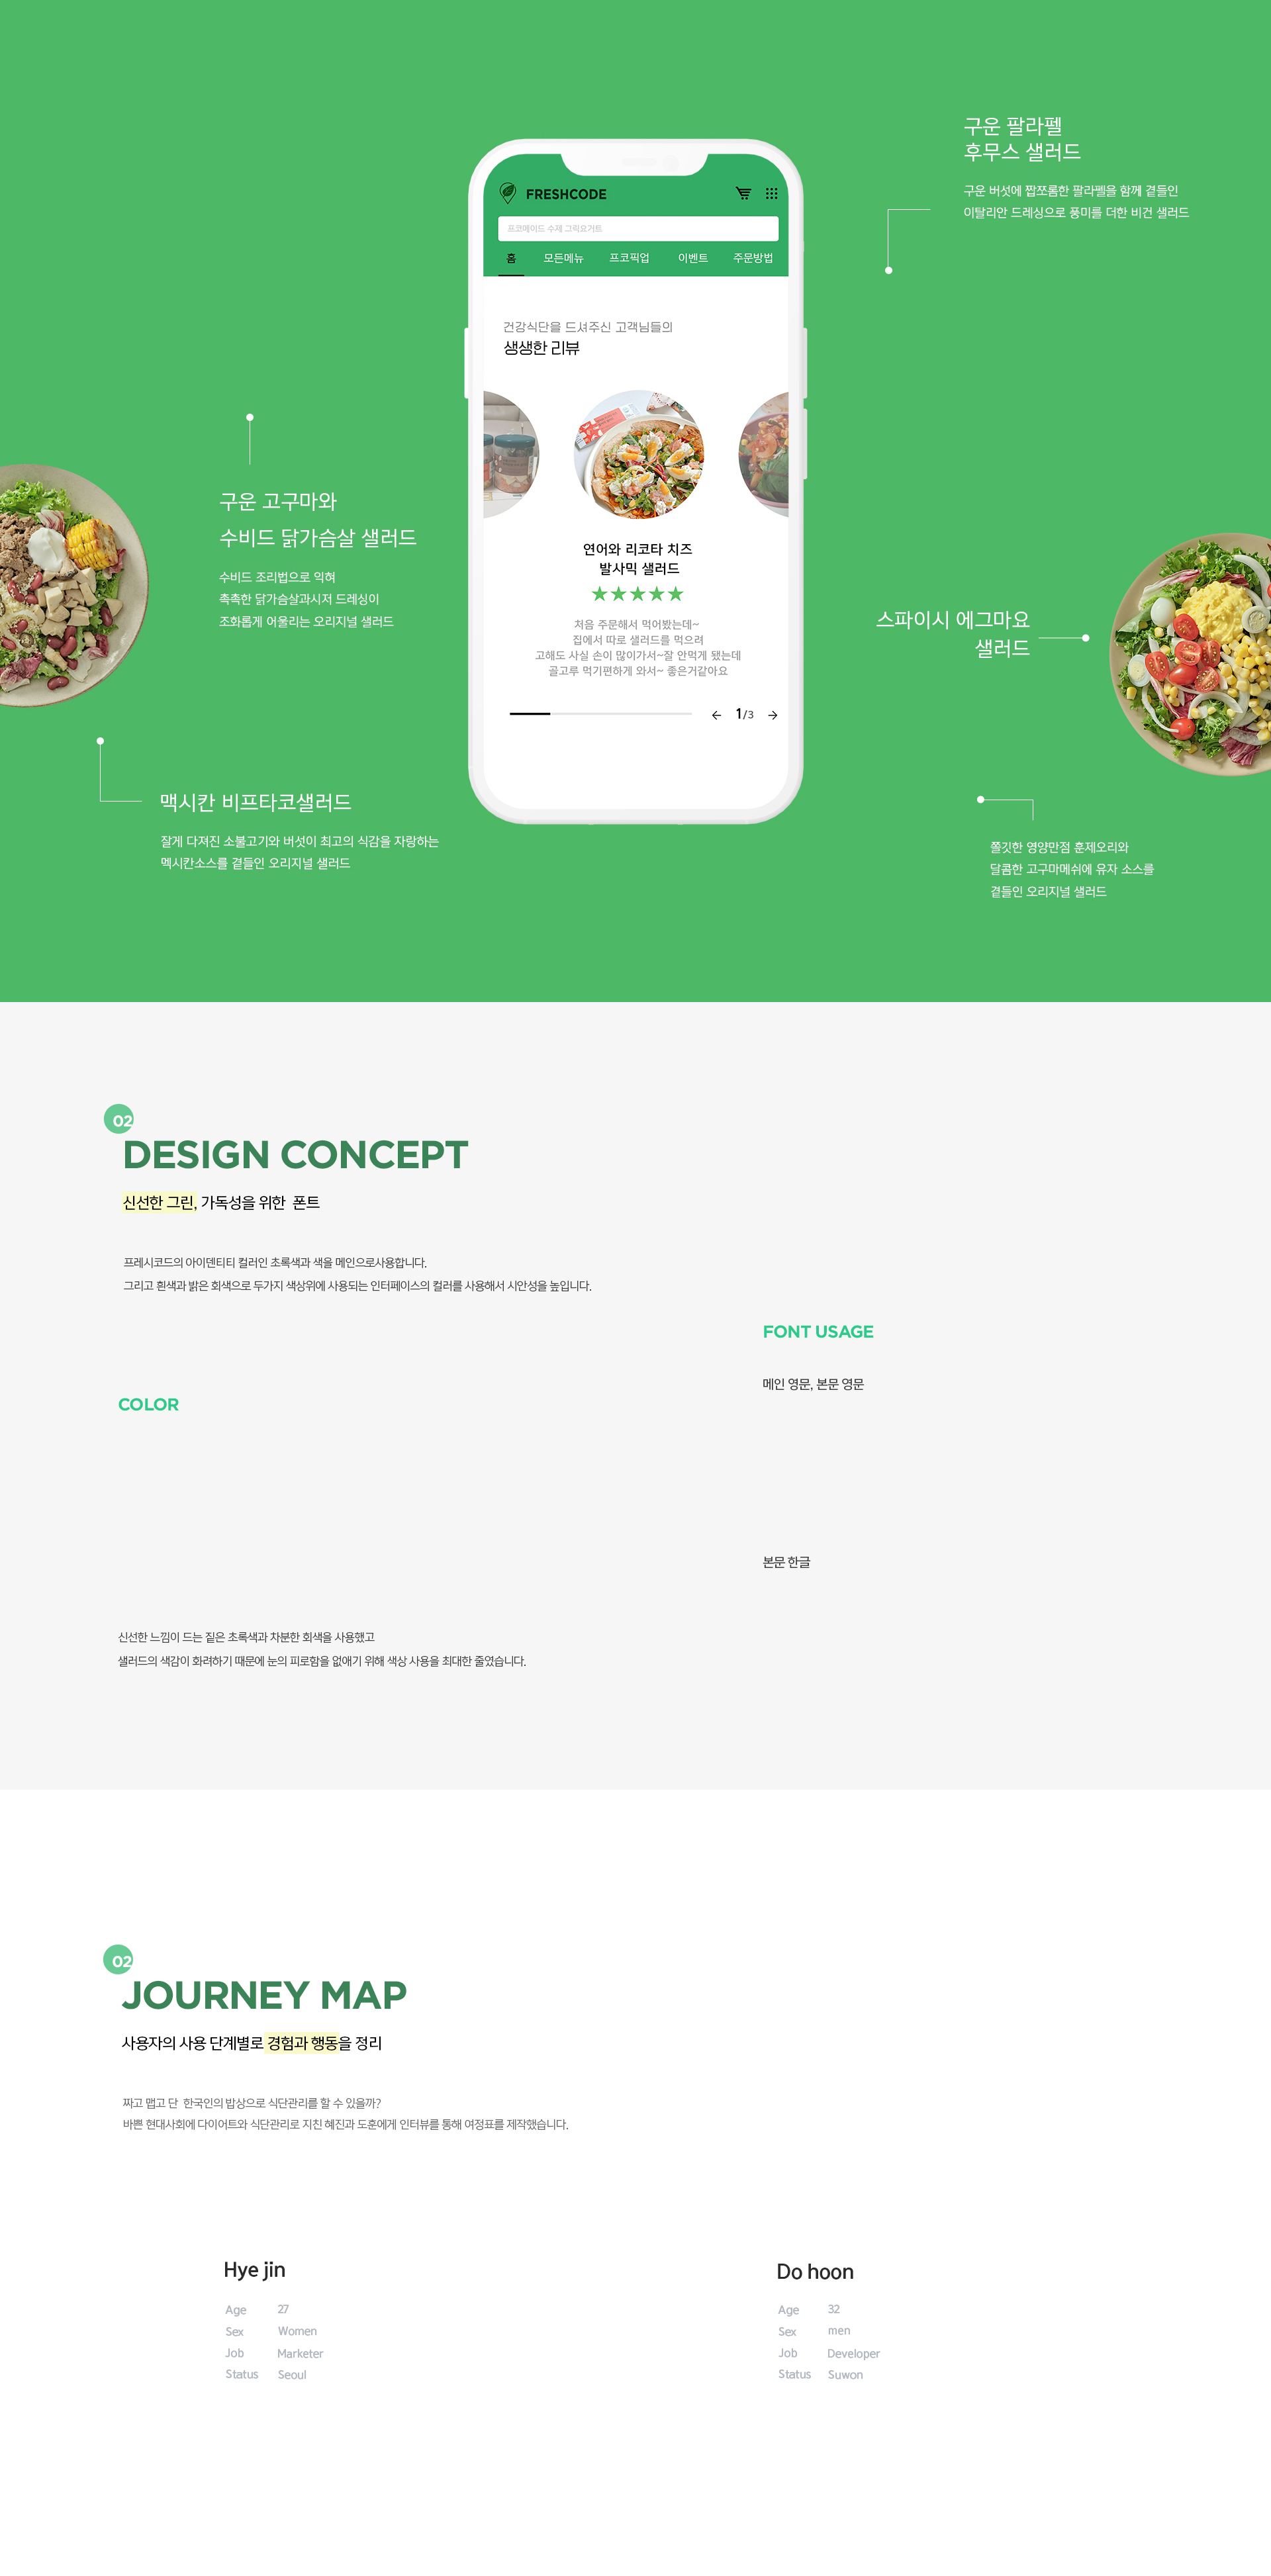 구운 팔라펠
후무스 샐러드
구운 버섯에 짭쪼롬한 팔라펠을 함께 곁들인
이탈리안 드레싱으로 풍미를 더한 비건 샐러드
FRESHCODE
프코메이드 수제 그릭요거트
홈 모든메뉴 프코픽업 이벤트 주문방법
건강식단을 드셔주신 고객님들의
생생한 리뷰
연어와 리코타 치즈
발사믹 샐러드
★★★★★
처음 주문해서 먹어봤는데~
집에서 따로 샐러드를 먹으려
고해도 사실 손이 많이가서~잘 안먹게 됐는데
골고루 먹기편하게 와서~ 좋은거같아요
← 1/3 →
구운 고구마와
수비드 닭가슴살 샐러드
수비드 조리법으로 익혀
촉촉한 닭가슴살과시저 드레싱이
조화롭게 어울리는 오리지널 샐러드
스파이시 에그마요
샐러드
맥시칸 비프타코샐러드
잘게 다져진 소불고기와 버섯이 최고의 식감을 자랑하는
멕시칸소스를 곁들인 오리지널 샐러드
쫄깃한 영양만점 훈제오리와
달콤한 고구마메쉬에 유자 소스를
곁들인 오리지널 샐러드
02
DESIGN CONCEPT
신선한 그린, 가독성을 위한 폰트
프레시코드의 아이덴티티 컬러인 초록색과 색을 메인으로사용합니다.
그리고 흰색과 밝은 회색으로 두가지 색상위에 사용되는 인터페이스의 컬러를 사용해서 시안성을 높입니다.
FONT USAGE
메인 영문, 본문 영문
COLOR
본문 한글
신선한 느낌이 드는 짙은 초록색과 차분한 회색을 사용했고
샐러드의 색감이 화려하기 때문에 눈의 피로함을 없애기 위해 색상 사용을 최대한 줄였습니다.
02
JOURNEY MAP
사용자의 사용 단계별로 경험과 행동을 정리
짜고 맵고 단 한국인의 밥상으로 식단관리를 할 수 있을까?
바쁜 현대사회에 다이어트와 식단관리로 지친 혜진과 도훈에게 인터뷰를 통해 여정표를 제작했습니다.
Hye jin
Age 27
Sex Women
Job Marketer
Status Seoul
Do hoon
Age 32
Sex men
Job Developer
Status Suwon